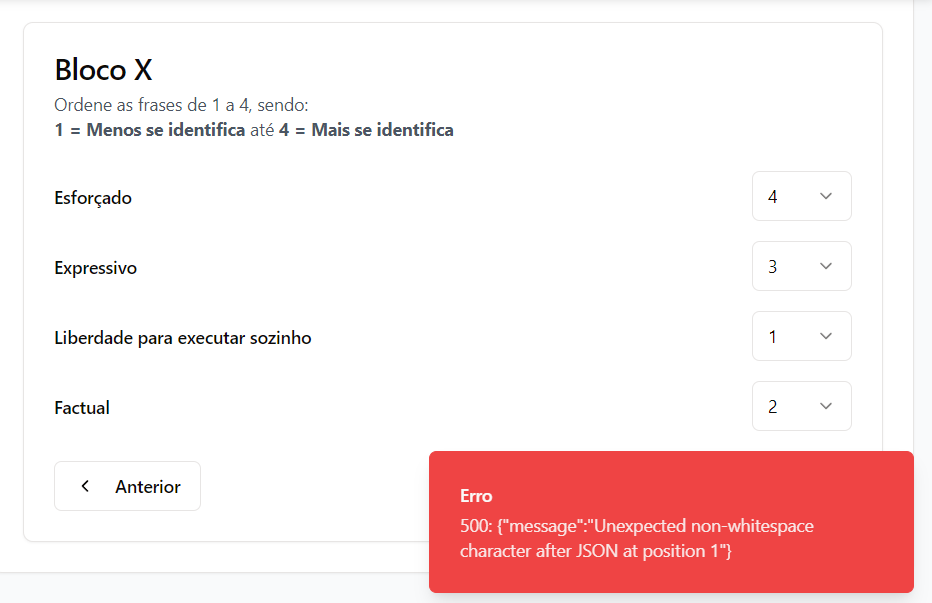 Bloco X
Ordene as frases de 1 a 4, sendo:
1 = Menos se identifica até 4 = Mais se identifica
Esforçado
4
Expressivo
3
Liberdade para executar sozinho
1
Factual
2
Anterior
Erro
500: {"message":"Unexpected non-whitespace
character after JSON at position 1"}